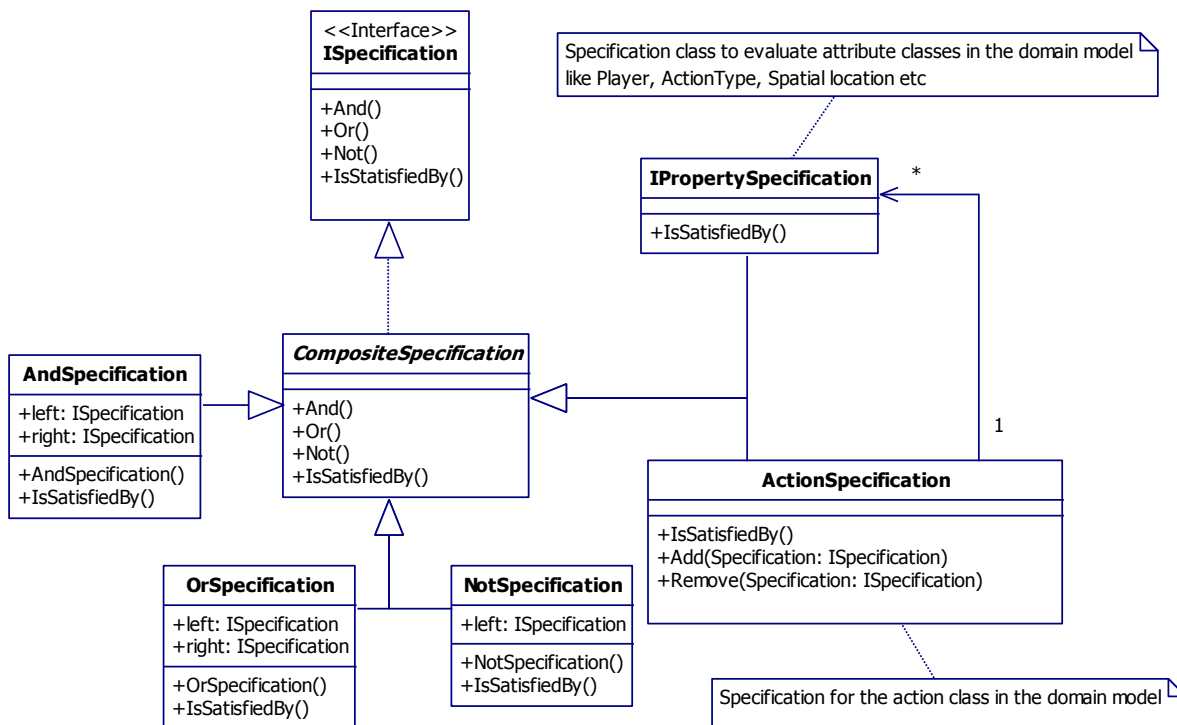 <<Interface>>
ISpecification
+And()
+Or()
+Not()
+IsStatisfiedBy()
Specification class to evaluate attribute classes in the domain model
like Player, ActionType, Spatial location etc
IPropertySpecification
+IsSatisfiedBy()
*
1
CompositeSpecification
+And()
+Or()
+Not()
+IsSatisfiedBy()
AndSpecification
+left: ISpecification
+right: ISpecification
+AndSpecification()
+IsSatisfiedBy()
ActionSpecification
+IsSatisfiedBy()
+Add(Specification: ISpecification)
+Remove(Specification: ISpecification)
OrSpecification
+left: ISpecification
+right: ISpecification
+OrSpecification()
+IsSatisfiedBy()
NotSpecification
+left: ISpecification
+NotSpecification()
+IsSatisfiedBy()
Specification for the action class in the domain model